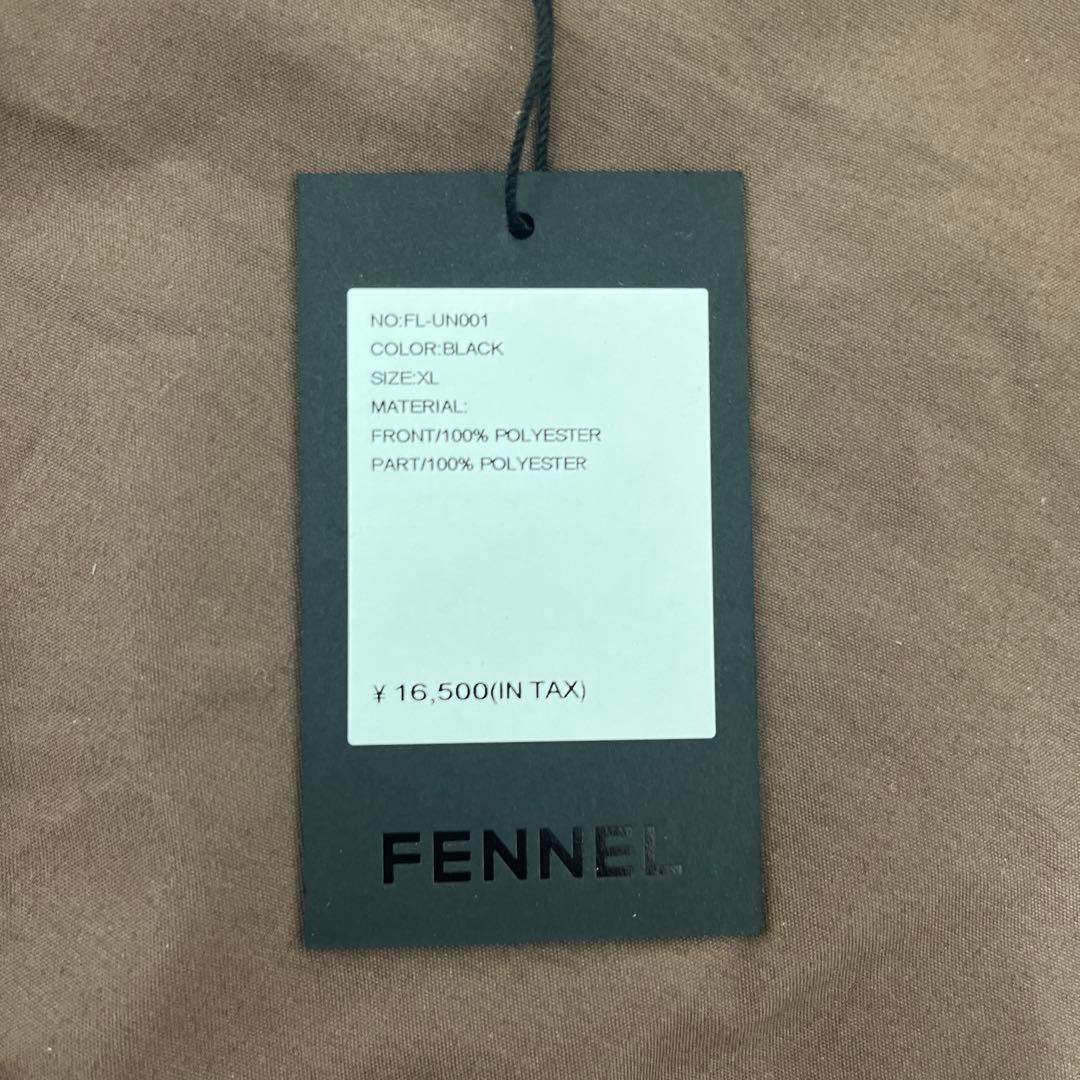 NO:FL-UN001
COLOR:BLACK
SIZE:XL
MATERIAL:
FRONT/100% POLYESTER
PART/100% POLYESTER
¥ 16,500(IN TAX)
FENNEL